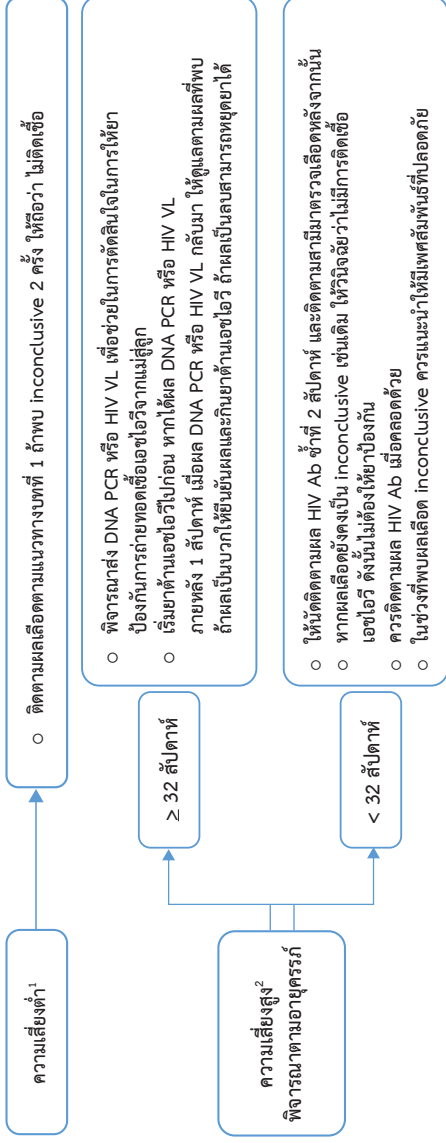 ความเสี่ยงต่ำ1
○ ติดตามผลเลือดตามแนวทางบทที่ 1 ถ้าพบ inconclusive 2 ครั้ง ให้ถือว่า ไม่ติดเชื้อ
ความเสี่ยงสูง2
พิจารณาตามอายุครรภ์
≥ 32 สัปดาห์
○ พิจารณาส่ง DNA PCR หรือ HIV VL เพื่อช่วยในการตัดสินใจในการให้ยา
ป้องกันการถ่ายทอดเชื้อเอชไอวีจากแม่สู่ลูก
○ เริ่มยาต้านเอชไอวีไปก่อน หากได้ผล DNA PCR หรือ HIV VL
ภายหลัง 1 สัปดาห์ เมื่อผล DNA PCR หรือ HIV VL กลับมา ให้ดูแลตามผลที่พบ
ถ้าผลเป็นบวกให้ยืนยันผลและกินยาต้านเอชไอวี ถ้าผลเป็นลบสามารถหยุดยาได้
< 32 สัปดาห์
○ ให้นัดติดตามผล HIV Ab ซ้ำที่ 2 สัปดาห์ และติดตามสามีมาตรวจเลือดหลังจากนั้น
○ หากผลเลือดยังคงเป็น inconclusive เช่นเดิม ให้วินิจฉัยว่าไม่มีการติดเชื้อ
เอชไอวี ดังนั้นไม่ต้องให้ยาป้องกัน
○ ควรติดตามผล HIV Ab เมื่อคลอดด้วย
○ ในช่วงที่พบผลเลือด inconclusive ควรแนะนำให้มีเพศสัมพันธ์ที่ปลอดภัย